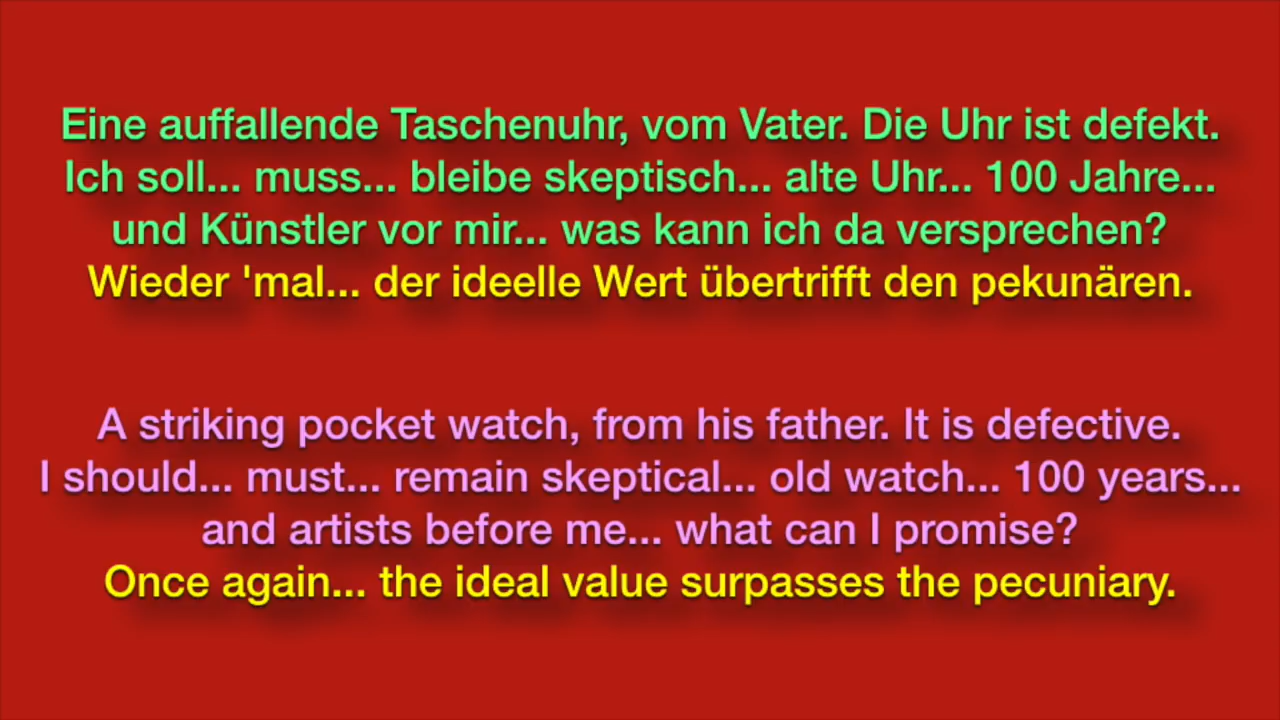 Eine auffallende Taschenuhr, vom Vater. Die Uhr ist defekt.
Ich soll... muss... bleibe skeptisch... alte Uhr... 100 Jahre...
und Künstler vor mir... was kann ich da versprechen?
Wieder 'mal... der ideelle Wert übertrifft den pekunären.
A striking pocket watch, from his father. It is defective.
I should... must... remain skeptical... old watch... 100 years...
and artists before me... what can I promise?
Once again... the ideal value surpasses the pecuniary.